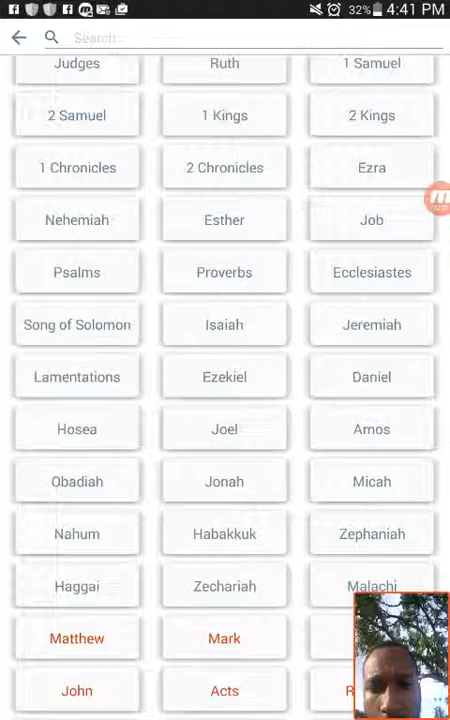 32% 4:41 PM
Search
Judges Ruth 1 Samuel
2 Samuel 1 Kings 2 Kings
1 Chronicles 2 Chronicles Ezra
Nehemiah Esther Job
Psalms Proverbs Ecclesiastes
Song of Solomon Isaiah Jeremiah
Lamentations Ezekiel Daniel
Hosea Joel Amos
Obadiah Jonah Micah
Nahum Habakkuk Zephaniah
Haggai Zechariah Malachi
Matthew Mark
John Acts R